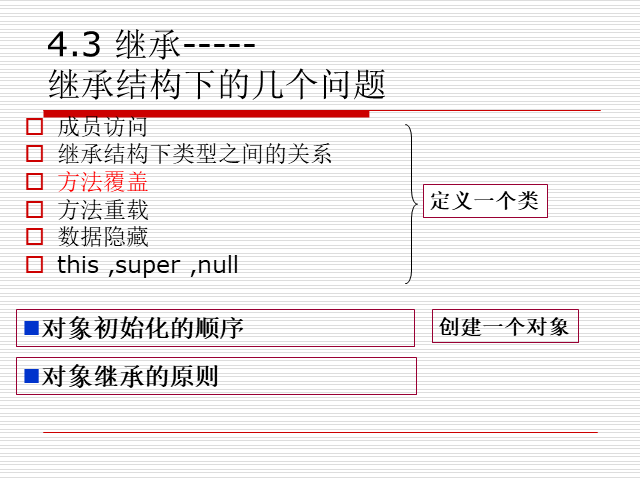 4.3 继承-----
继承结构下的几个问题
成员访问
继承结构下类型之间的关系
方法覆盖
方法重载
数据隐藏
this ,super ,null
定义一个类
对象初始化的顺序
创建一个对象
对象继承的原则